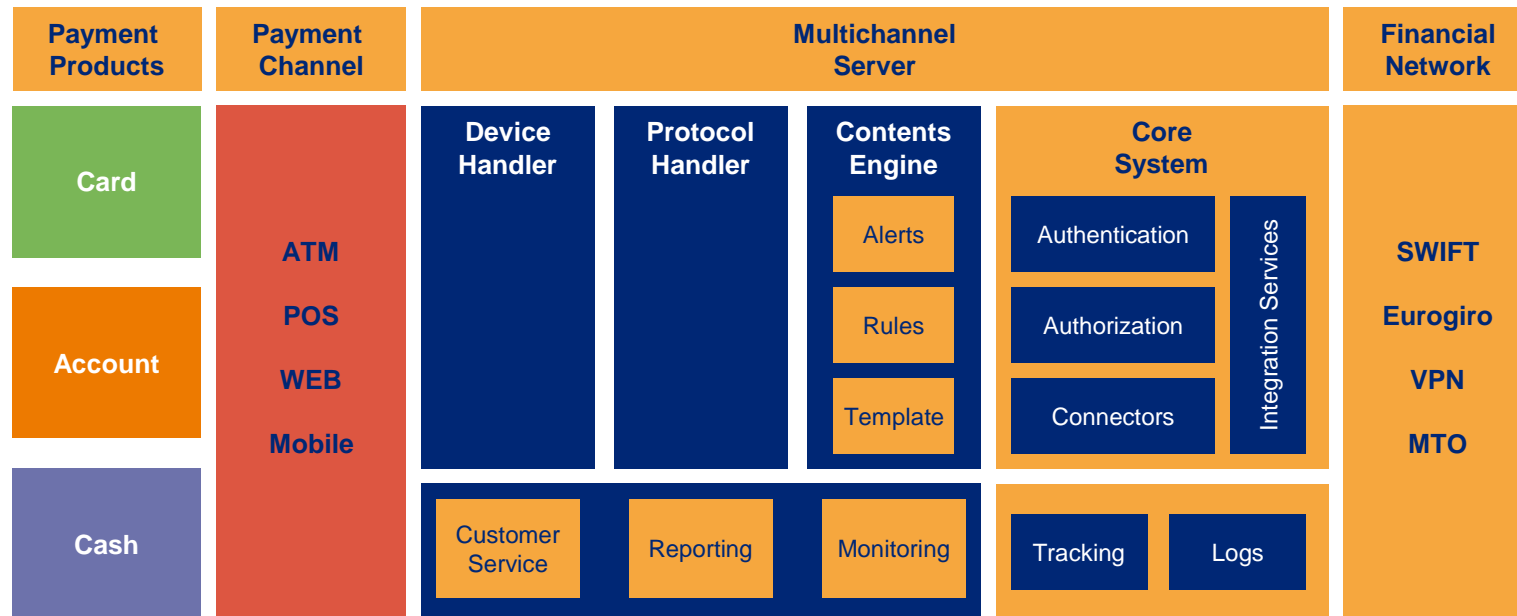 Payment
Products
Payment
Channel
Multichannel
Server
Financial
Network
Card
Account
Cash
ATM
POS
WEB
Mobile
Device
Handler
Protocol
Handler
Contents
Engine
Alerts
Rules
Template
Core
System
Authentication
Authorization
Connectors
Integration Services
Customer
Service
Reporting
Monitoring
Tracking
Logs
SWIFT
Eurogiro
VPN
MTO